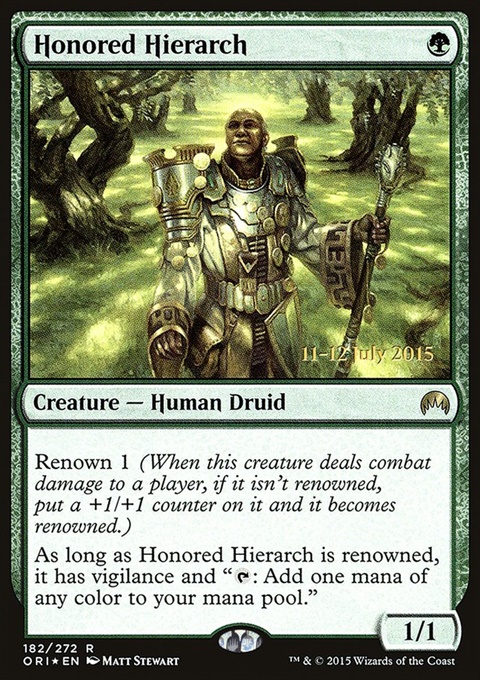 Honored Hierarch
11-12 July 2015
Creature — Human Druid
Renown 1 (When this creature deals combat
damage to a player, if it isn't renowned,
put a +1/+1 counter on it and it becomes
renowned.)
As long as Honored Hierarch is renowned,
it has vigilance and “: Add one mana of
any color to your mana pool.”
1/1
182/272 R
ORI★EN Matt Stewart
™ & © 2015 Wizards of the Coast